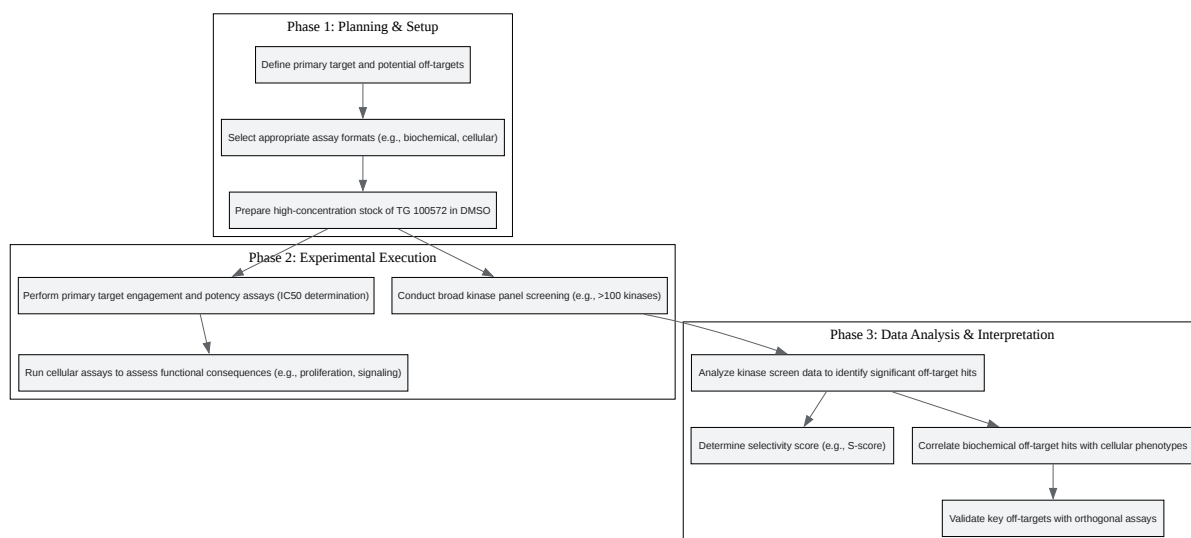 Phase 1: Planning & Setup
Define primary target and potential off-targets
Select appropriate assay formats (e.g., biochemical, cellular)
Prepare high-concentration stock of TG 100572 in DMSO
Phase 2: Experimental Execution
Perform primary target engagement and potency assays (IC50 determination)
Conduct broad kinase panel screening (e.g., >100 kinases)
Run cellular assays to assess functional consequences (e.g., proliferation, signaling)
Phase 3: Data Analysis & Interpretation
Analyze kinase screen data to identify significant off-target hits
Determine selectivity score (e.g., S-score)
Correlate biochemical off-target hits with cellular phenotypes
Validate key off-targets with orthogonal assays